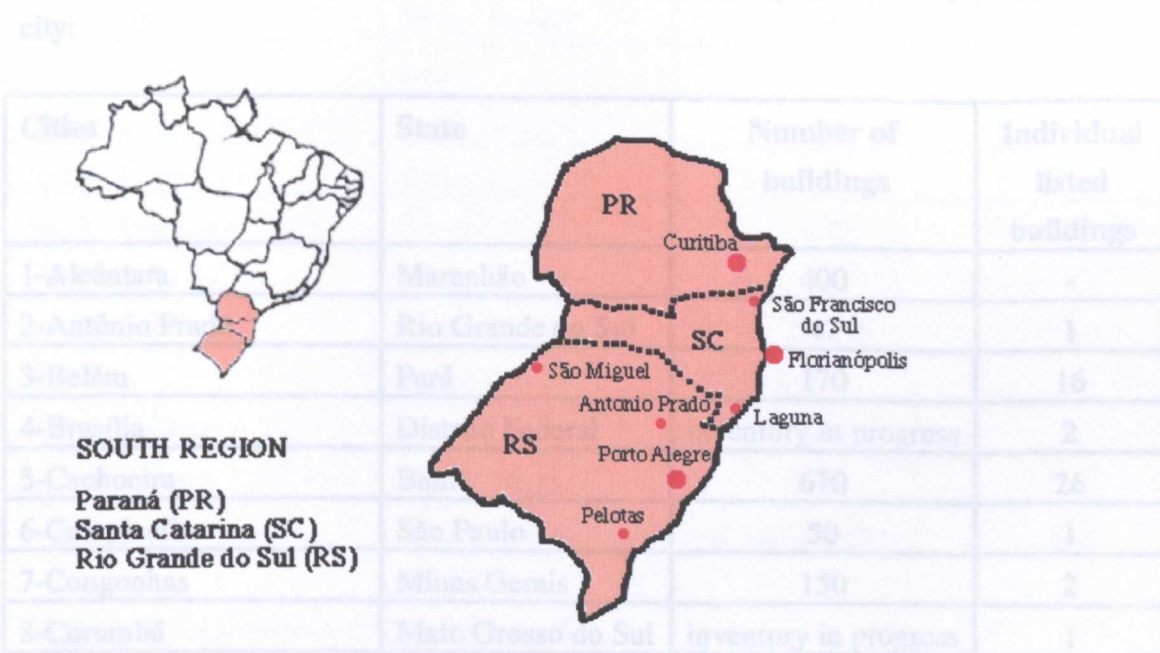 city:
Cities
State
Number of
buildings
Individual
listed
buildings
1-Alcântara
Maranhão
400
-
2-Antônio Prado
Rio Grande do Sul
1
3-Belém
Pará
170
16
4-Brasília
Distrito Federal
inventory in progress
2
5-Cachoeira
Bahia
670
26
São Paulo
50
1
7-Congonhas
Minas Gerais
150
2
8-Corumbá
Mato Grosso do Sul
inventory in progress
1
PR
Curitiba
São Francisco
do Sul
SC
Florianópolis
São Miguel
Antonio Prado
Laguna
RS
Porto Alegre
Pelotas
SOUTH REGION
Paraná (PR)
Santa Catarina (SC)
Rio Grande do Sul (RS)